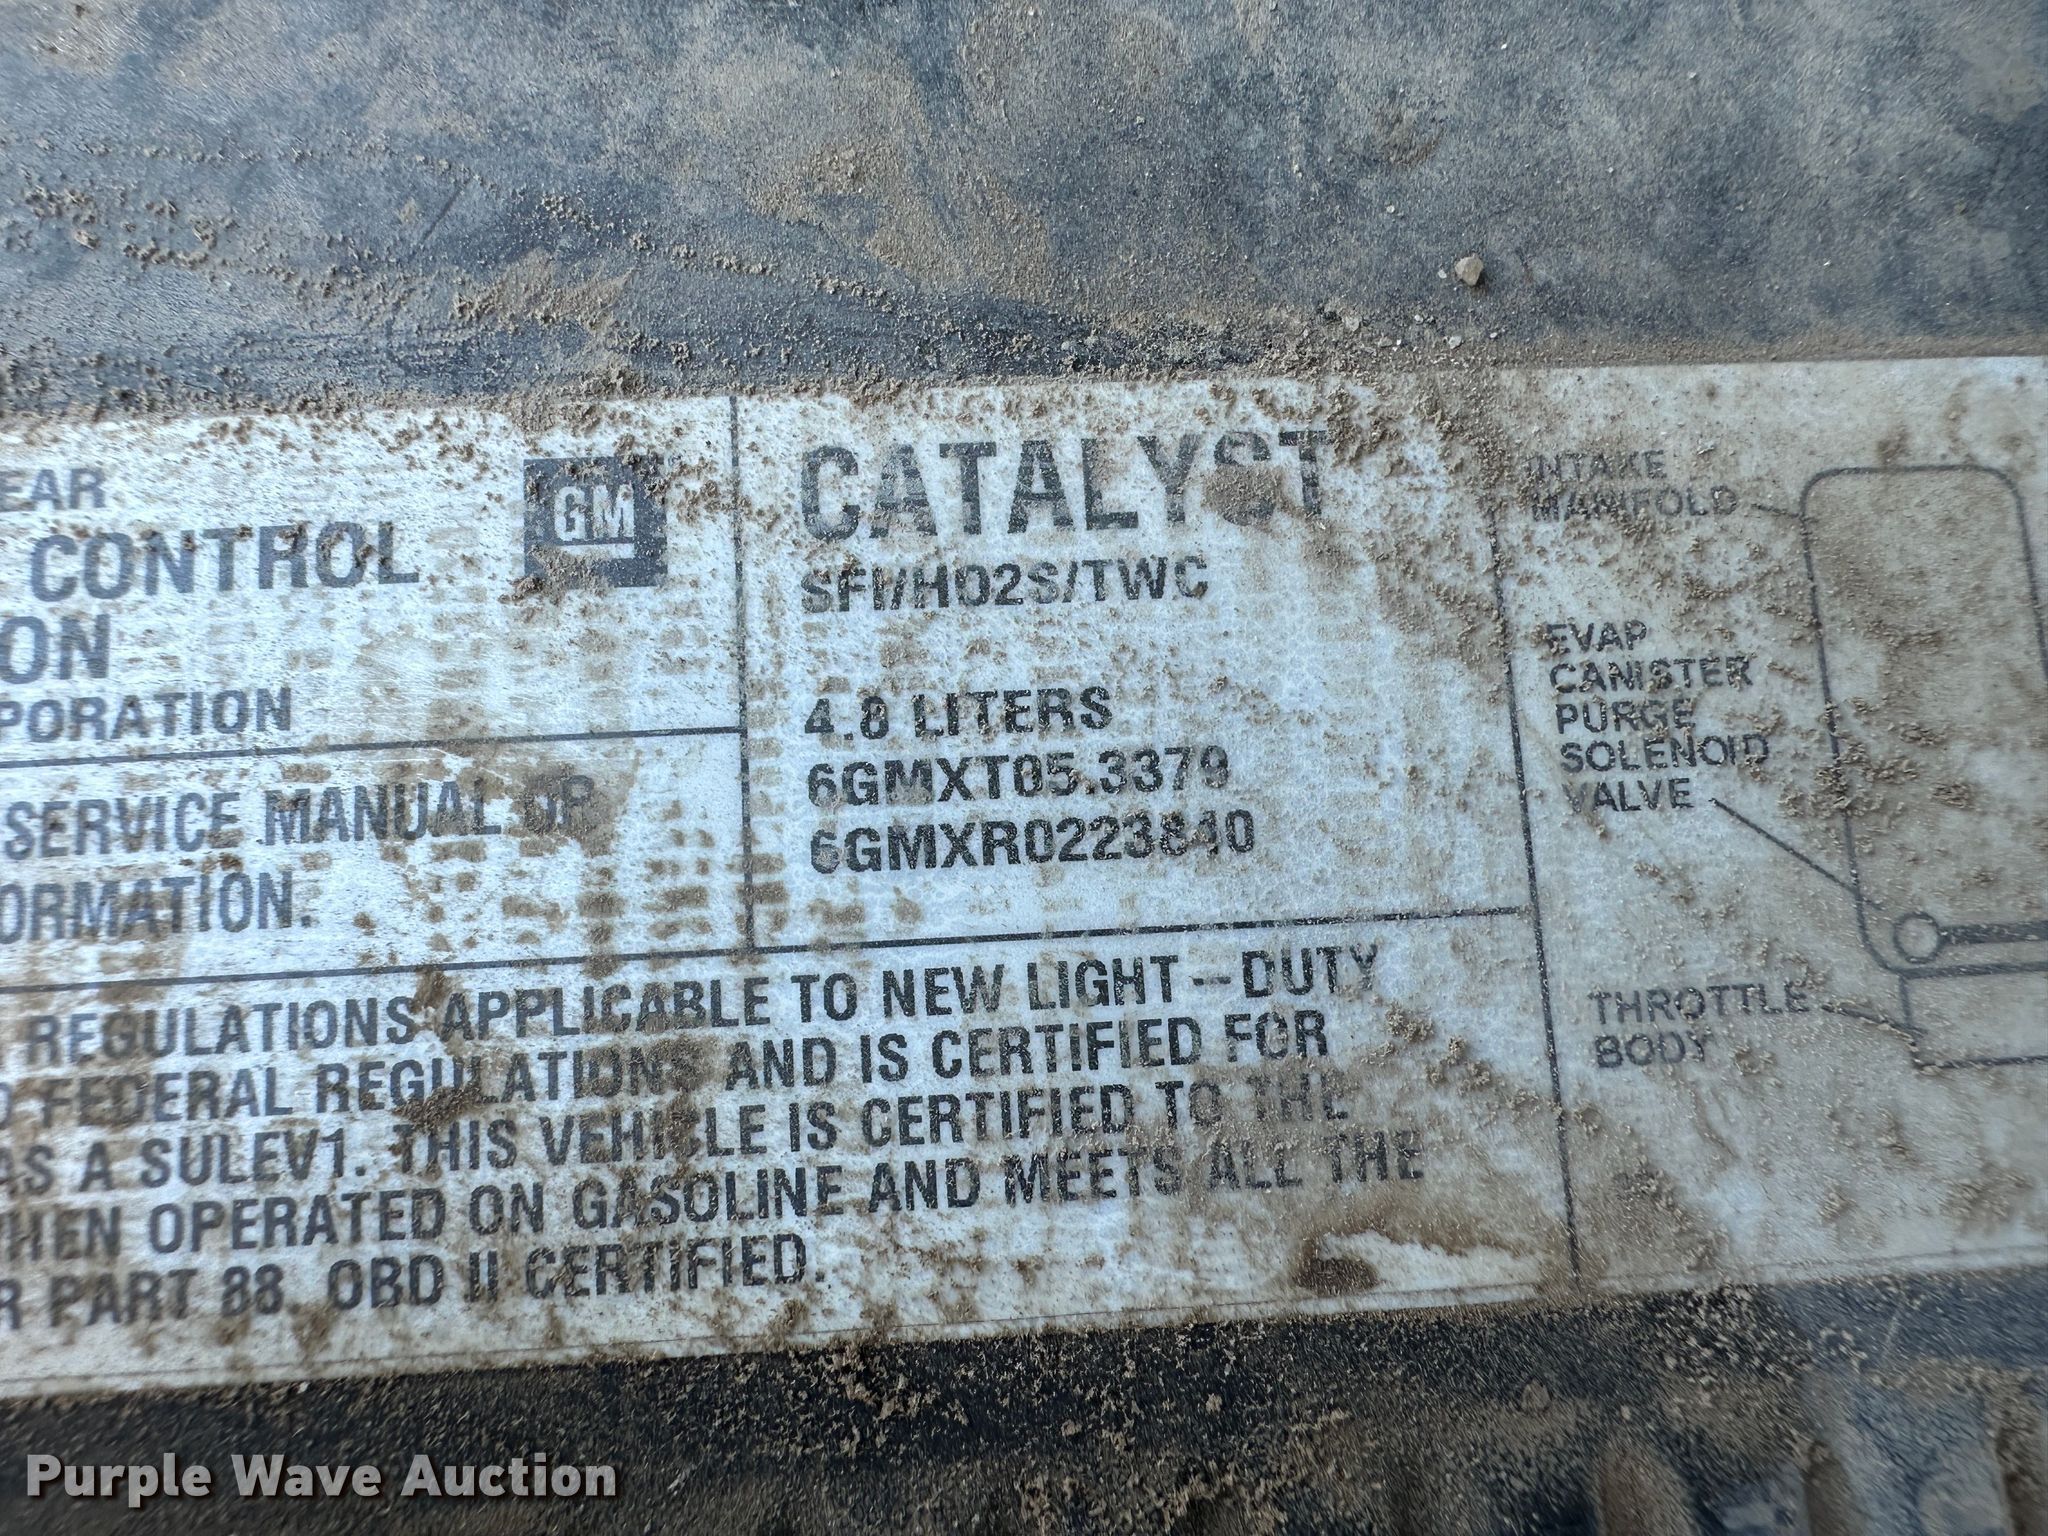 EAR
CONTROL
ON
PORATION
GM
SERVICE MANUAL OR
ORMATION.
CATALYST
SFI/HO2S/TWC
4.8 LITERS
6GMXT05.3379
6GMXR0223840
INTAKE
MANIFOLD
EVAP
CANISTER
PURGE
SOLENOID
VALVE
THROTTLE
BODY
REGULATIONS APPLICABLE TO NEW LIGHT--DUTY
D FEDERAL REGULATIONS AND IS CERTIFIED FOR
AS A SULEV1. THIS VEHICLE IS CERTIFIED TO THE
HEN OPERATED ON GASOLINE AND MEETS ALL THE
R PART 88. OBD II CERTIFIED.
Purple Wave Auction